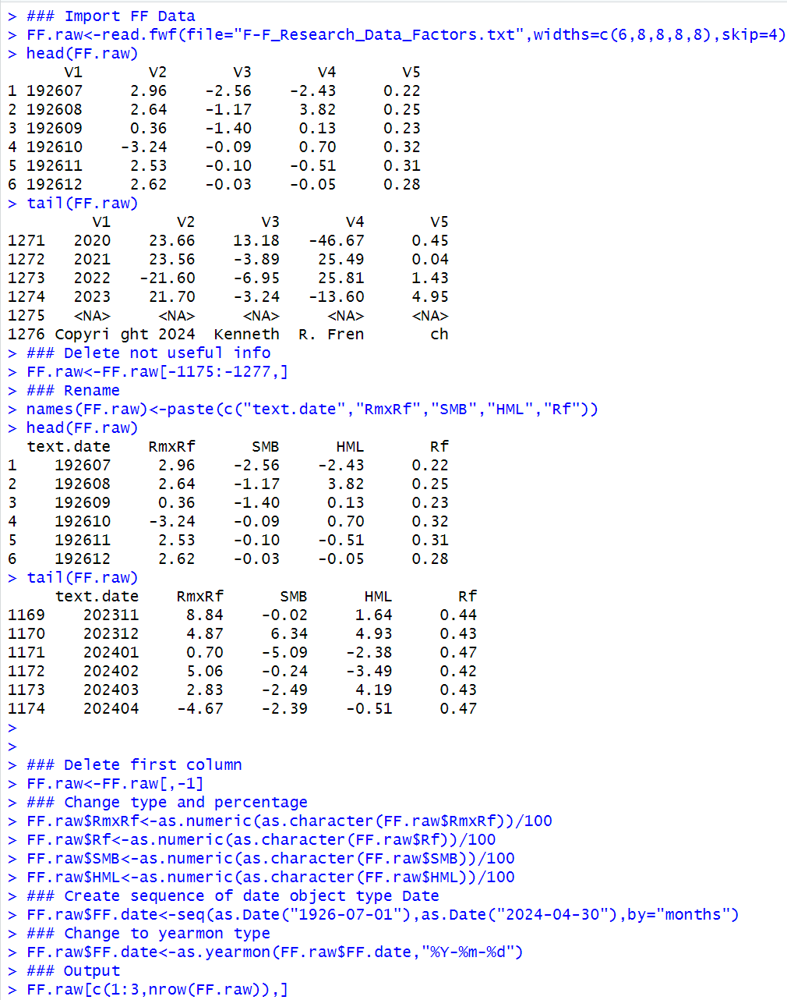 > ### Import FF Data
> FF.raw<-read.fwf(file="F-F_Research_Data_Factors.txt",widths=c(6,8,8,8,8),skip=4)
> head(FF.raw)
      V1       V2       V3       V4      V5
1 192607     2.96    -2.56    -2.43    0.22
2 192608     2.64    -1.17     3.82    0.25
3 192609     0.36    -1.40     0.13    0.23
4 192610    -3.24    -0.09     0.70    0.32
5 192611     2.53    -0.10    -0.51    0.31
6 192612     2.62    -0.03    -0.05    0.28
> tail(FF.raw)
         V1       V2       V3       V4       V5
1271   2020    23.66    13.18   -46.67     0.45
1272   2021    23.56    -3.89    25.49     0.04
1273   2022   -21.60    -6.95    25.81     1.43
1274   2023    21.70    -3.24   -13.60     4.95
1275   <NA>     <NA>     <NA>     <NA>     <NA>
1276 Copyri ght 2024  Kenneth  R. Fren       ch
> ### Delete not useful info
> FF.raw<-FF.raw[-1175:-1277,]
> ### Rename
> names(FF.raw)<-paste(c("text.date","RmxRf","SMB","HML","Rf"))
> head(FF.raw)
  text.date    RmxRf      SMB      HML       Rf
1    192607     2.96    -2.56    -2.43     0.22
2    192608     2.64    -1.17     3.82     0.25
3    192609     0.36    -1.40     0.13     0.23
4    192610    -3.24    -0.09     0.70     0.32
5    192611     2.53    -0.10    -0.51     0.31
6    192612     2.62    -0.03    -0.05     0.28
> tail(FF.raw)
     text.date    RmxRf      SMB      HML       Rf
1169    202311     8.84    -0.02     1.64     0.44
1170    202312     4.87     6.34     4.93     0.43
1171    202401     0.70    -5.09    -2.38     0.47
1172    202402     5.06    -0.24    -3.49     0.42
1173    202403     2.83    -2.49     4.19     0.43
1174    202404    -4.67    -2.39    -0.51     0.47
>
>
> ### Delete first column
> FF.raw<-FF.raw[,-1]
> ### Change type and percentage
> FF.raw$RmxRf<-as.numeric(as.character(FF.raw$RmxRf))/100
> FF.raw$Rf<-as.numeric(as.character(FF.raw$Rf))/100
> FF.raw$SMB<-as.numeric(as.character(FF.raw$SMB))/100
> FF.raw$HML<-as.numeric(as.character(FF.raw$HML))/100
> ### Create sequence of date object type Date
> FF.raw$FF.date<-seq(as.Date("1926-07-01"),as.Date("2024-04-30"),by="months")
> ### Change to yearmon type
> FF.raw$FF.date<-as.yearmon(FF.raw$FF.date,"%Y-%m-%d")
> ### Output
> FF.raw[c(1:3,nrow(FF.raw)),]